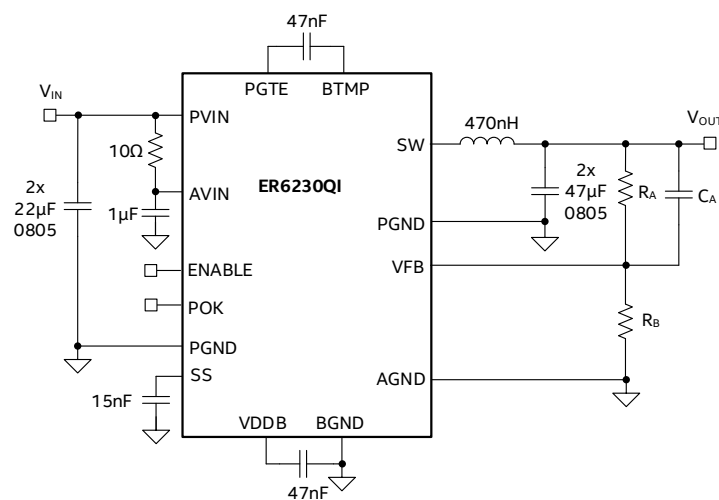 47nF
PGTE BTMP
VIN
PVIN
10Ω
AVIN
1µF
2x
22µF
0805
ENABLE
POK
PGND
SS
15nF
VDDB BGND
47nF
ER6230QI
SW
470nH
VOUT
2x
47µF
0805
RA
CA
PGND
VFB
RB
AGND